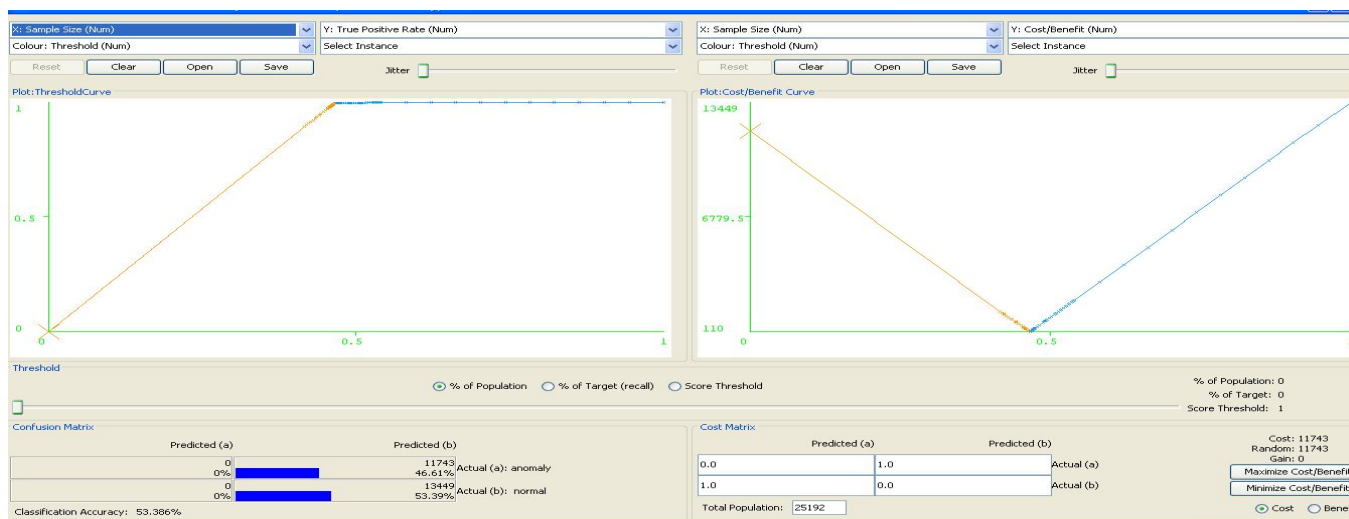 X: Sample Size (Num) Y: True Positive Rate (Num) X: Sample Size (Num) Y: Cost/Benefit (Num)
Colour: Threshold (Num) Select Instance Colour: Threshold (Num) Select Instance
Reset Clear Open Save Jitter Reset Clear Open Save Jitter
Plot:ThresholdCurve Plot:Cost/Benefit Curve
1 13449
0.5 6779.5
0 110
0 0.5 1 0 0.5 1
Threshold
% of Population % of Target (recall) Score Threshold
% of Population: 0
% of Target: 0
Score Threshold: 1
Confusion Matrix Cost Matrix
Predicted (a) Predicted (b) Predicted (a) Predicted (b)
0 11743
0% 46.61% Actual (a): anomaly
0 13449
0% 53.39% Actual (b): normal
Classification Accuracy: 53.386%
0.0 1.0 Actual (a)
1.0 0.0 Actual (b)
Total Population: 25192
Cost: 11743
Random: 11743
Gain: 0
Maximize Cost/Benefit
Minimize Cost/Benefit
Cost Bene